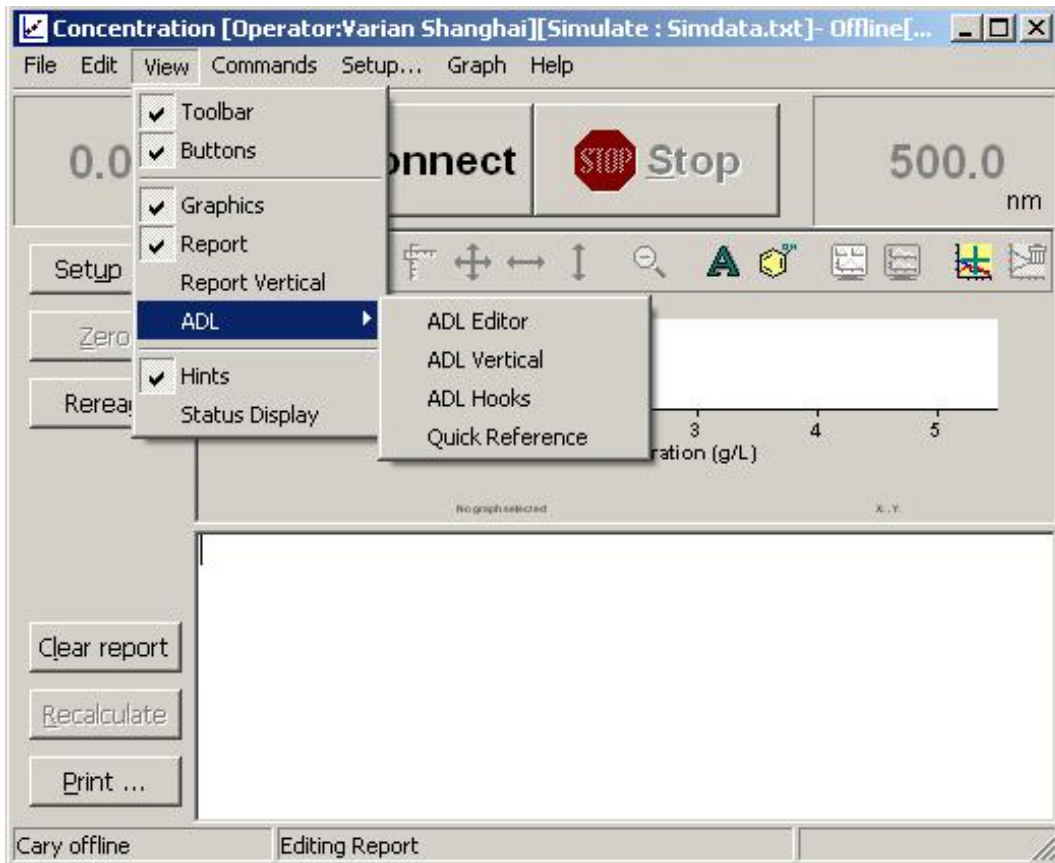 Concentration [Operator:Varian Shanghai][Simulate : Simdata.txt]- Offline[...
File Edit View Commands Setup... Graph Help
Toolbar
Buttons
Graphics
Report
Report Vertical
ADL
Hints
Status Display
ADL Editor
ADL Vertical
ADL Hooks
Quick Reference
0.0
onnect
STOP Stop
500.0
nm
Setup
Zero
Rerea
3 4 5
ration (g/L)
No graph selected X:.,Y:
Clear report
Recalculate
Print ...
Cary offline Editing Report